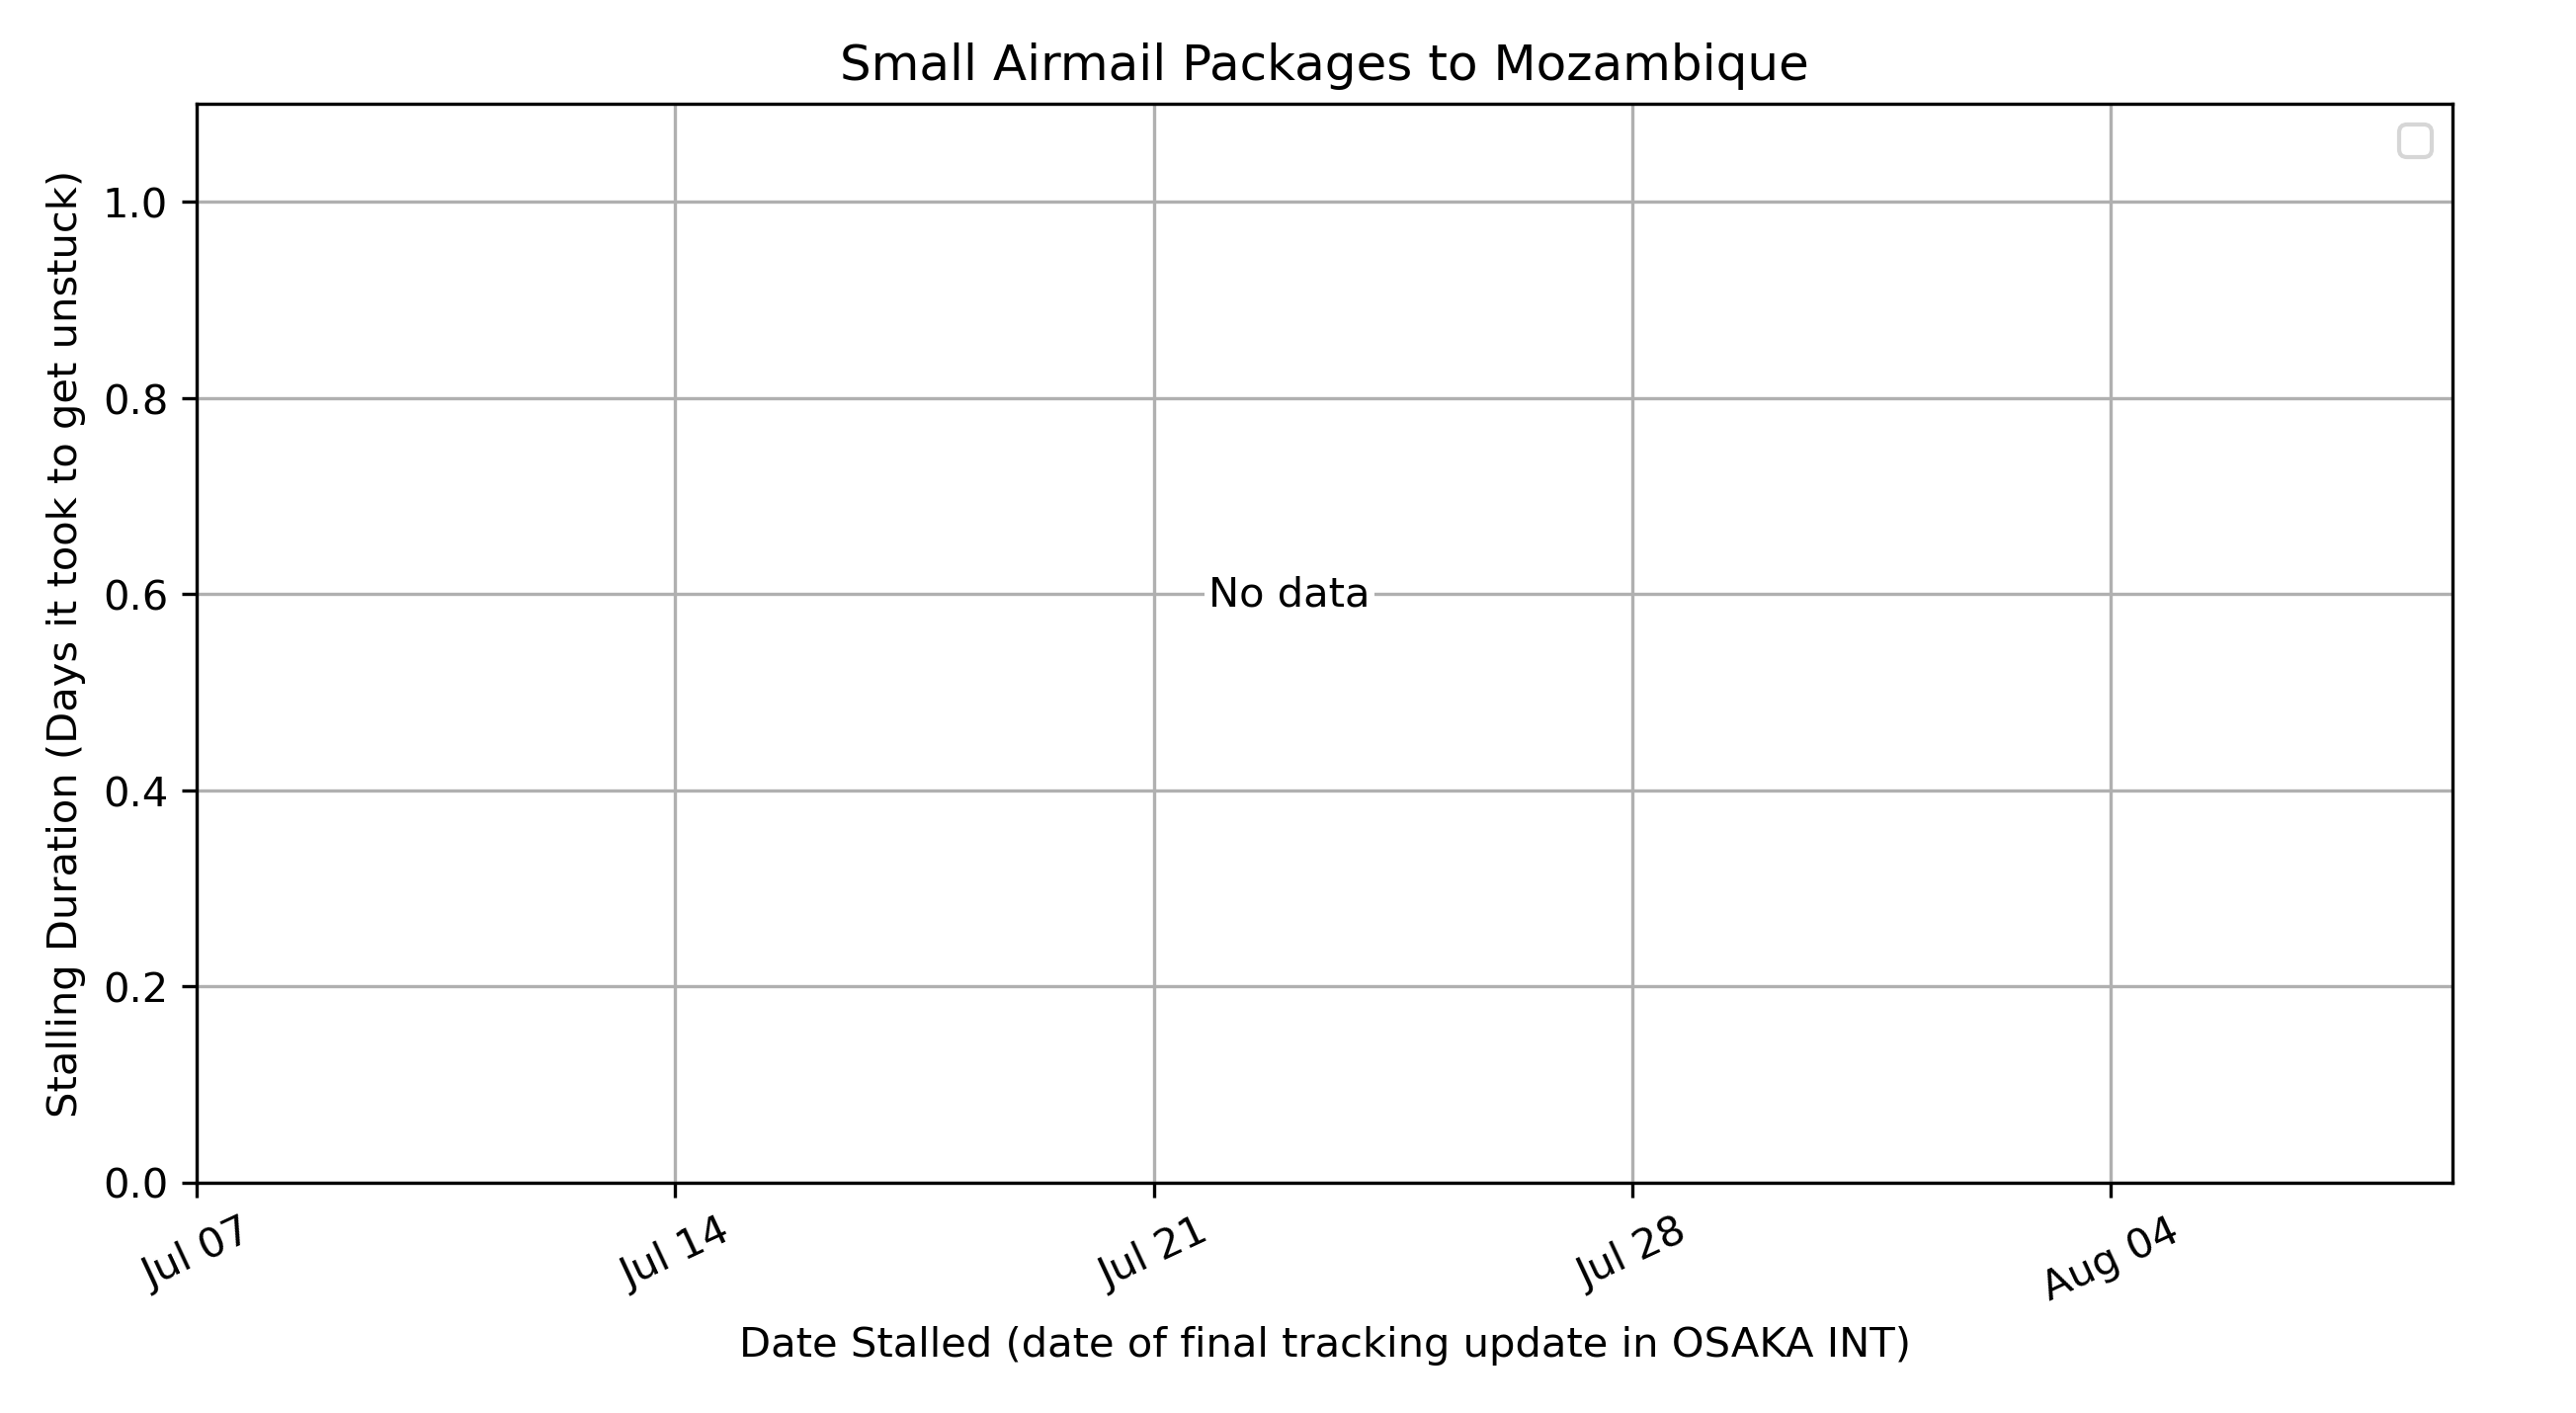 Small Airmail Packages to Mozambique
Stalling Duration (Days it took to get unstuck)
1.0
0.8
0.6
0.4
0.2
0.0
No data
Jul 07
Jul 14
Jul 21
Jul 28
Aug 04
Date Stalled (date of final tracking update in OSAKA INT)